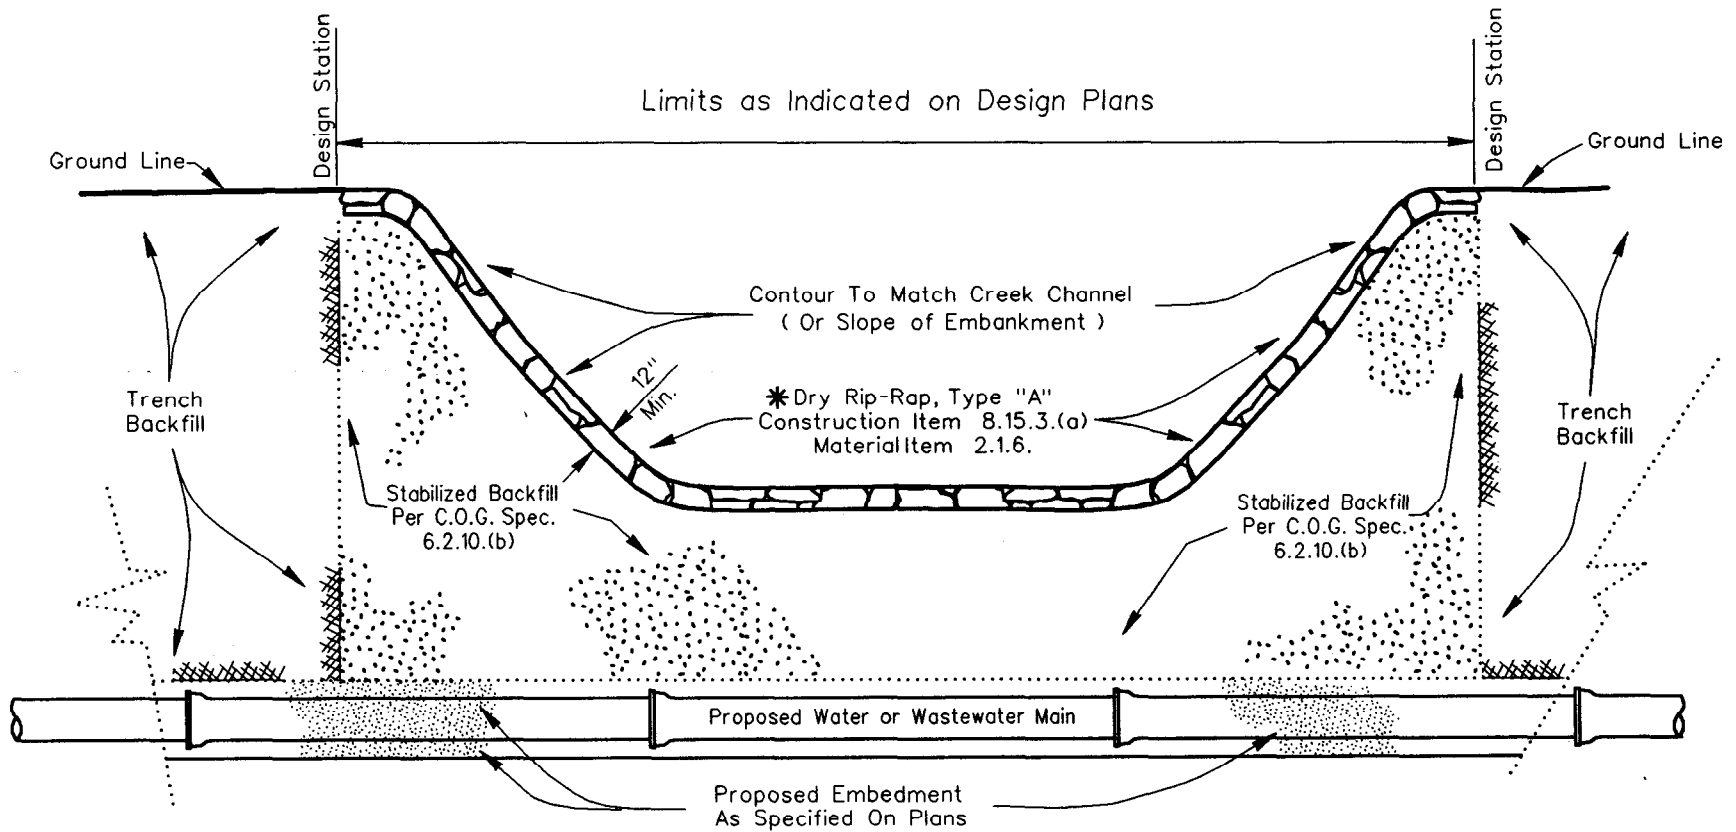 Design Station
Design Station
Limits as Indicated on Design Plans
Ground Line
Ground Line
Contour To Match Creek Channel
( Or Slope of Embankment )
12"
Min.
Trench
Backfill
*Dry Rip-Rap, Type "A"
Construction Item 8.15.3.(a)
Material Item 2.1.6.
Trench
Backfill
Stabilized Backfill
Per C.O.G. Spec.
6.2.10.(b)
Stabilized Backfill
Per C.O.G. Spec.
6.2.10.(b)
Proposed Water or Wastewater Main
Proposed Embedment
As Specified On Plans